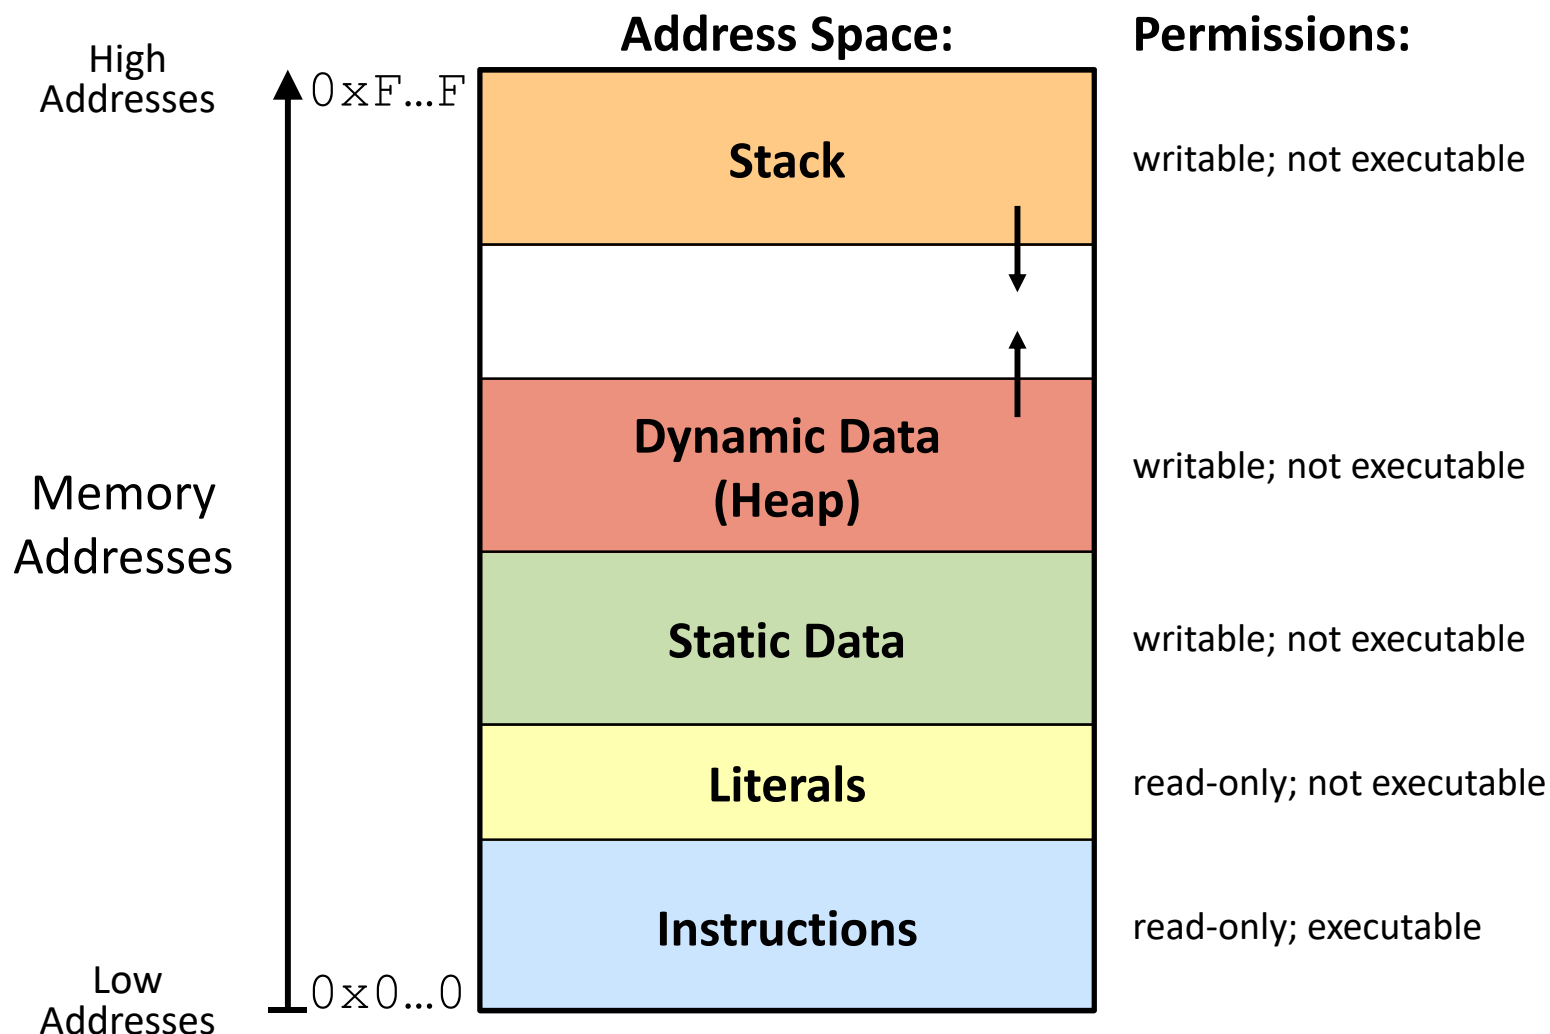 Address Space:
Permissions:
High
Addresses
0xF…F
Stack
writable; not executable
Dynamic Data
(Heap)
writable; not executable
Memory
Addresses
Static Data
writable; not executable
Literals
read-only; not executable
Instructions
read-only; executable
Low
Addresses
0x0…0